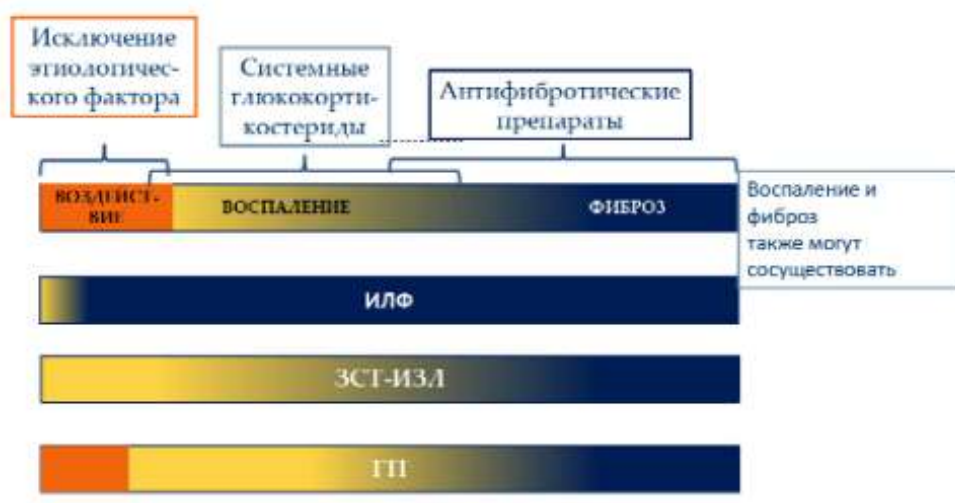 Исключение
этиологичес-
кого фактора
Системные
глюкокорти-
костериды
Антифибротические
препараты
ВОЗДЕЙСТ-
ВИЕ
ВОСПАЛЕНИЕ
ФИБРОЗ
Воспаление и
фиброз
также могут
сосуществовать
ИЛФ
ЗСТ-ИЗЛ
ГП